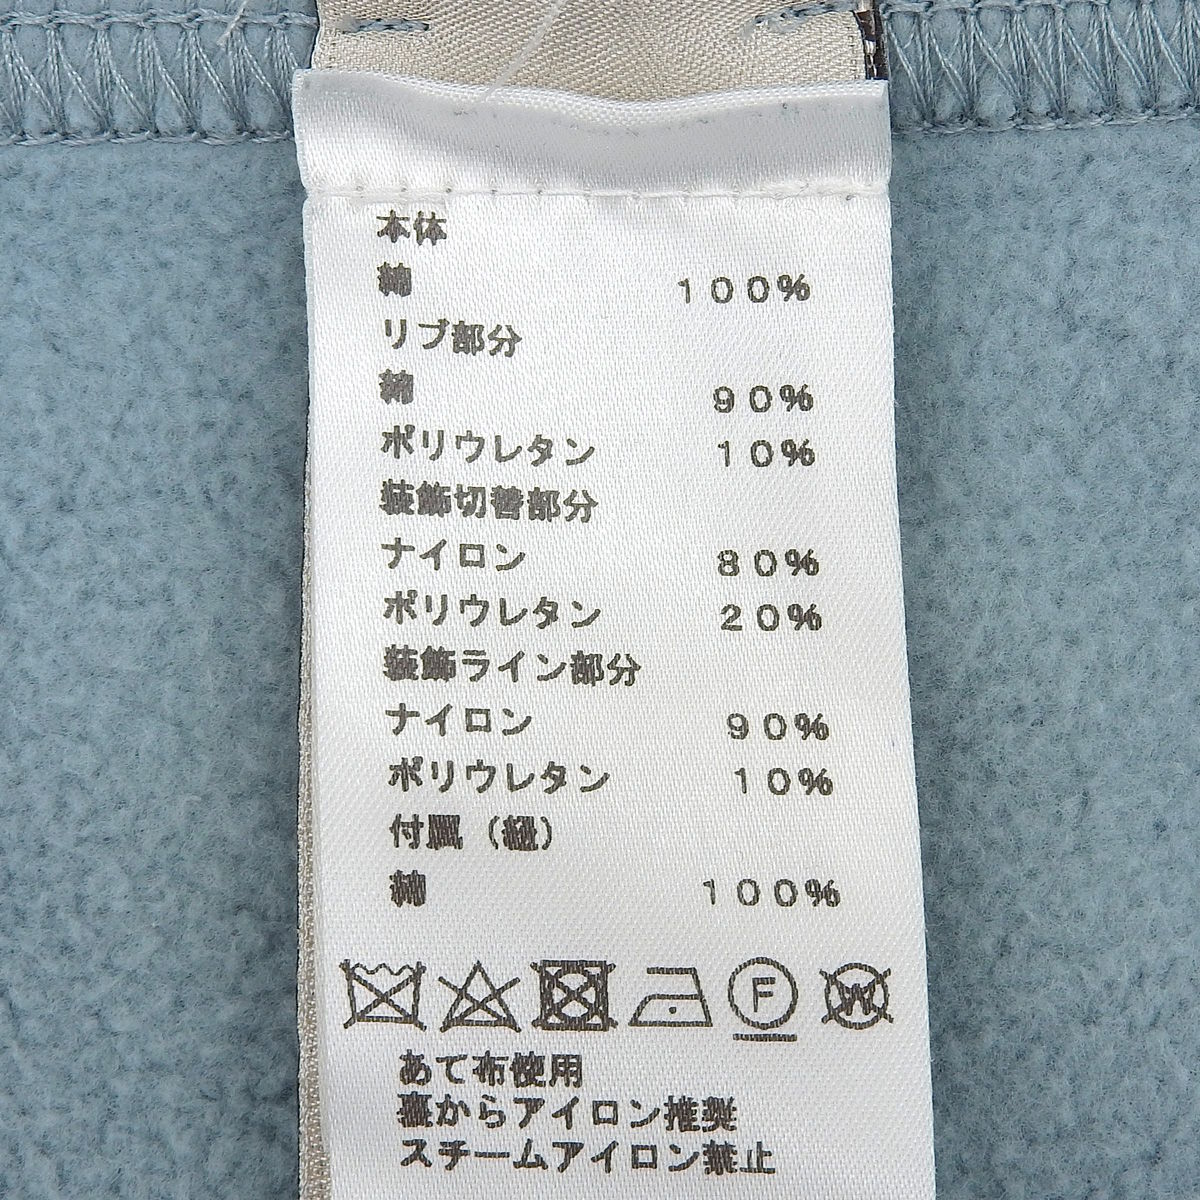 本体
綿 100%
リブ部分
綿 90%
ポリウレタン 10%
装飾切替部分
ナイロン 80%
ポリウレタン 20%
装飾ライン部分
ナイロン 90%
ポリウレタン 10%
付属（紐）
綿 100%
F W
あて布使用
裏からアイロン推奨
スチームアイロン禁止